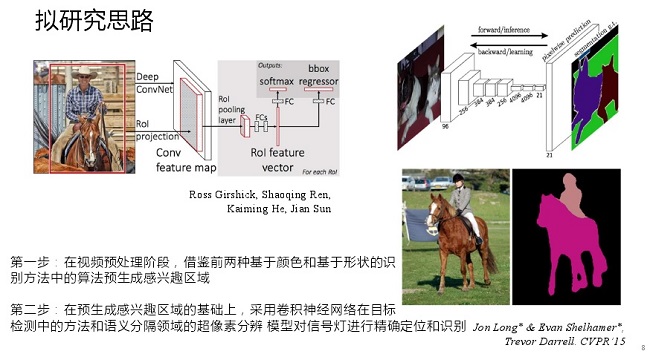 拟研究思路
Deep
ConvNet
RoI
projection
Conv
feature map
RoI
pooling
layer
FCs
Outputs:
softmax
bbox
regressor
FC
FC
RoI feature
vector
For each RoI
Ross Girshick, Shaoqing Ren,
Kaiming He, Jian Sun
forward/inference
backward/learning
pixelwise prediction
segmentation g.t.
96
256
384
384
256
4096
4096
21
21
第一步：在视频预处理阶段，借鉴前两种基于颜色和基于形状的识
别方法中的算法预生成感兴趣区域
第二步：在预生成感兴趣区域的基础上，采用卷积神经网络在目标
检测中的方法和语义分隔领域的超像素分辨 模型对信号灯进行精确定位和识别
Jon Long* & Evan Shelhamer*,
Trevor Darrell. CVPR'15
8